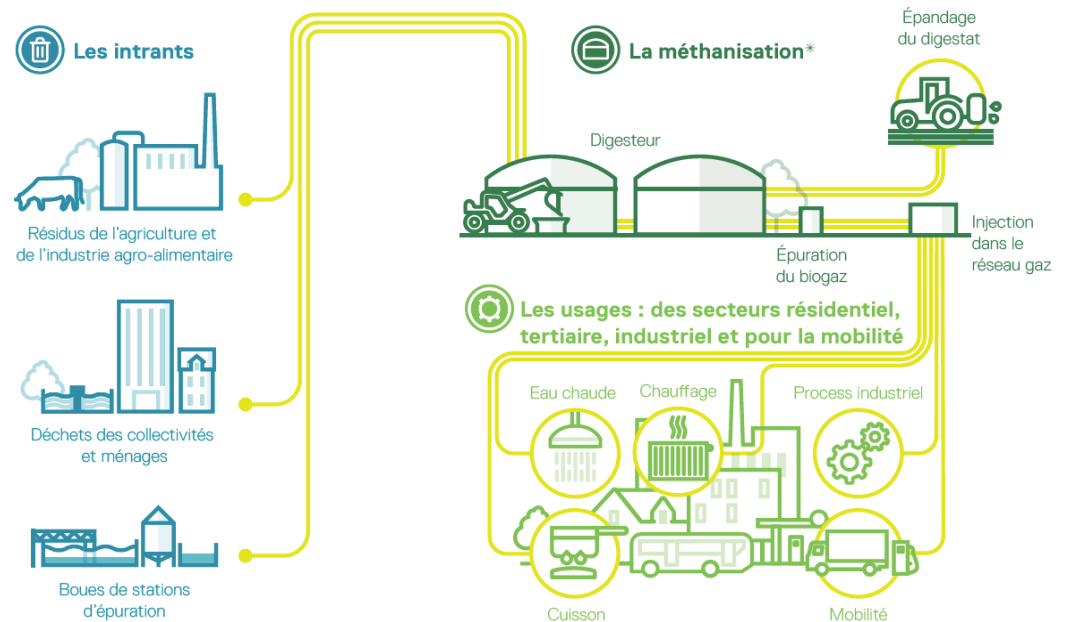 Les intrants
Résidus de l'agriculture et
de l'industrie agro-alimentaire
Déchets des collectivités
et ménages
Boues de stations
d'épuration
La méthanisation*
Épandage
du digestat
Digesteur
Épuration
du biogaz
Injection
dans le
réseau gaz
Les usages : des secteurs résidentiel,
tertiaire, industriel et pour la mobilité
Eau chaude
Chauffage
Process industriel
Cuisson
Mobilité